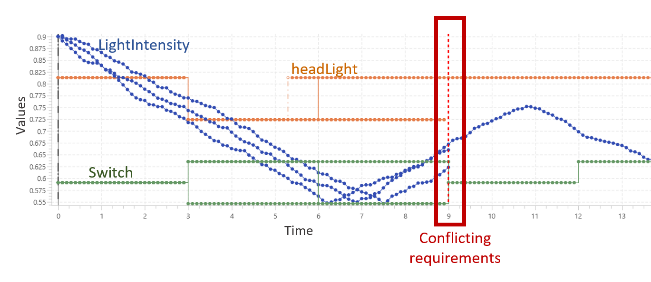 0.9
LightIntensity
0.875
0.85
headLight
0.825
0.8
0.775
0.75
Values
0.725
0.7
0.675
0.65
Switch
0.625
0.6
0.575
0.55
0 1 2 3 4 5 6 7 8 9 10 11 12 13
Time
Conflicting
requirements